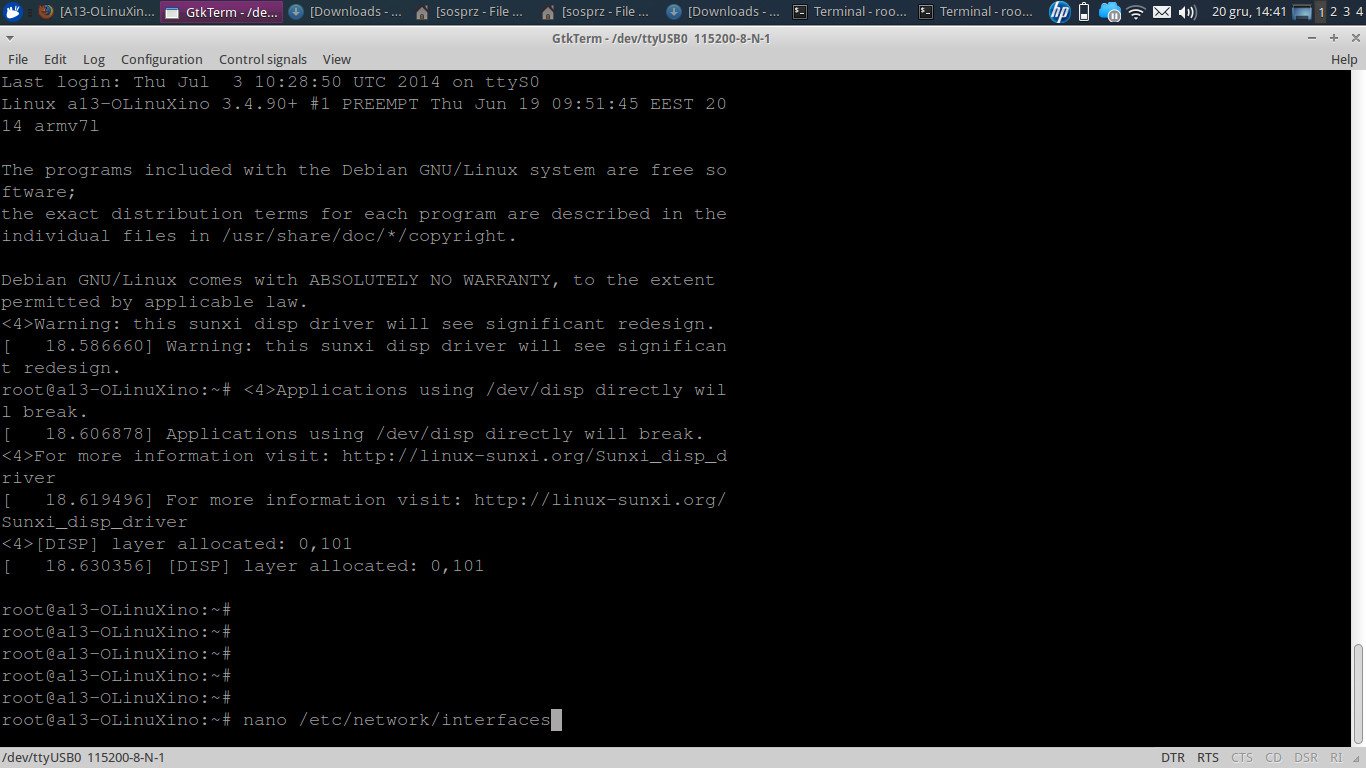 [A13-OLinuXin... GtkTerm - /de... [Downloads - ... [sosprz - File ... [sosprz - File ... [Downloads - ... Terminal - roo... Terminal - roo... hp 20 gru, 14:41 1 2 3 4
GtkTerm - /dev/ttyUSB0 115200-8-N-1
File Edit Log Configuration Control signals View Help
Last login: Thu Jul  3 10:28:50 UTC 2014 on ttyS0
Linux a13-OLinuXino 3.4.90+ #1 PREEMPT Thu Jun 19 09:51:45 EEST 20
14 armv7l
The programs included with the Debian GNU/Linux system are free so
ftware;
the exact distribution terms for each program are described in the
individual files in /usr/share/doc/*/copyright.
Debian GNU/Linux comes with ABSOLUTELY NO WARRANTY, to the extent
permitted by applicable law.
<4>Warning: this sunxi disp driver will see significant redesign.
[   18.586660] Warning: this sunxi disp driver will see significan
t redesign.
root@a13-OLinuXino:~# <4>Applications using /dev/disp directly wil
l break.
[   18.606878] Applications using /dev/disp directly will break.
<4>For more information visit: http://linux-sunxi.org/Sunxi_disp_d
river
[   18.619496] For more information visit: http://linux-sunxi.org/
Sunxi_disp_driver
<4>[DISP] layer allocated: 0,101
[   18.630356] [DISP] layer allocated: 0,101
root@a13-OLinuXino:~#
root@a13-OLinuXino:~#
root@a13-OLinuXino:~#
root@a13-OLinuXino:~#
root@a13-OLinuXino:~#
root@a13-OLinuXino:~# nano /etc/network/interfaces
/dev/ttyUSB0 115200-8-N-1 DTR RTS CTS CD DSR RI